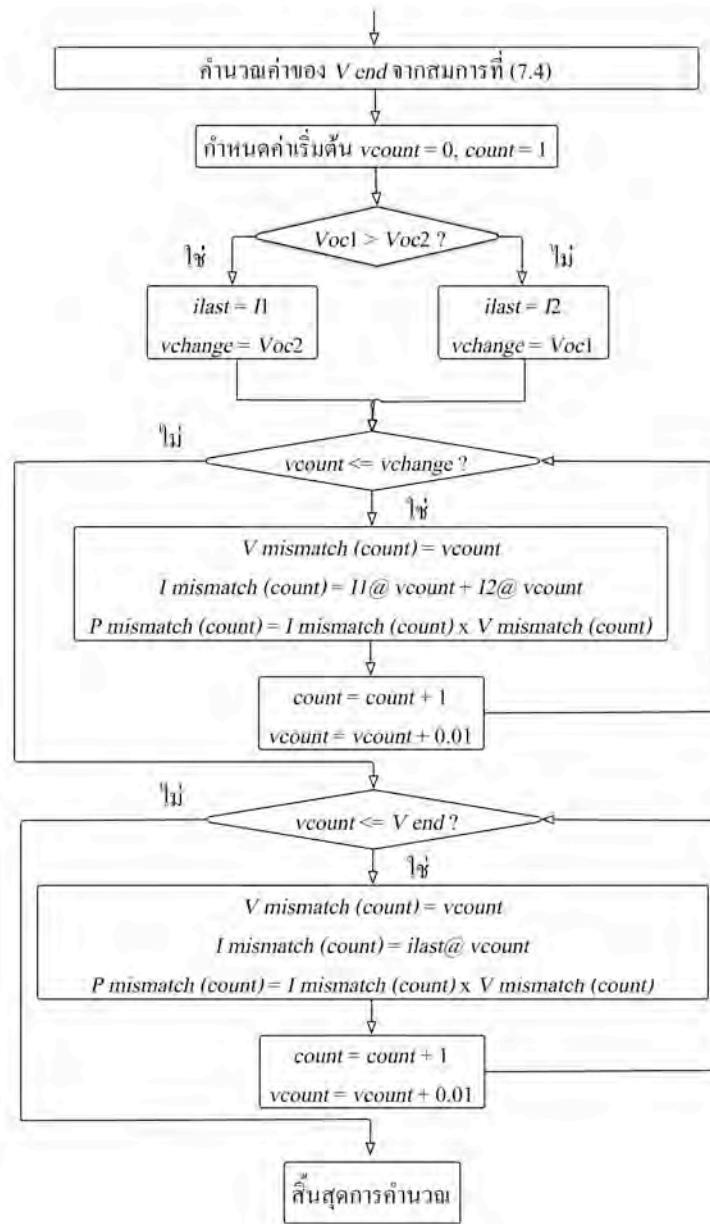 คำนวณค่าของ V end จากสมการที่ (7.4)
กำหนดค่าเริ่มต้น vcount = 0, count = 1
Voc1 > Voc2 ?
ใช่
ไม่
ilast = I1
vchange = Voc2
ilast = I2
vchange = Voc1
ไม่
vcount <= vchange ?
ใช่
V mismatch (count) = vcount
I mismatch (count) = I1@ vcount + I2@ vcount
P mismatch (count) = I mismatch (count) x V mismatch (count)
count = count + 1
vcount = vcount + 0.01
ไม่
vcount <= V end ?
ใช่
V mismatch (count) = vcount
I mismatch (count) = ilast@ vcount
P mismatch (count) = I mismatch (count) x V mismatch (count)
count = count + 1
vcount = vcount + 0.01
สิ้นสุดการคำนวณ